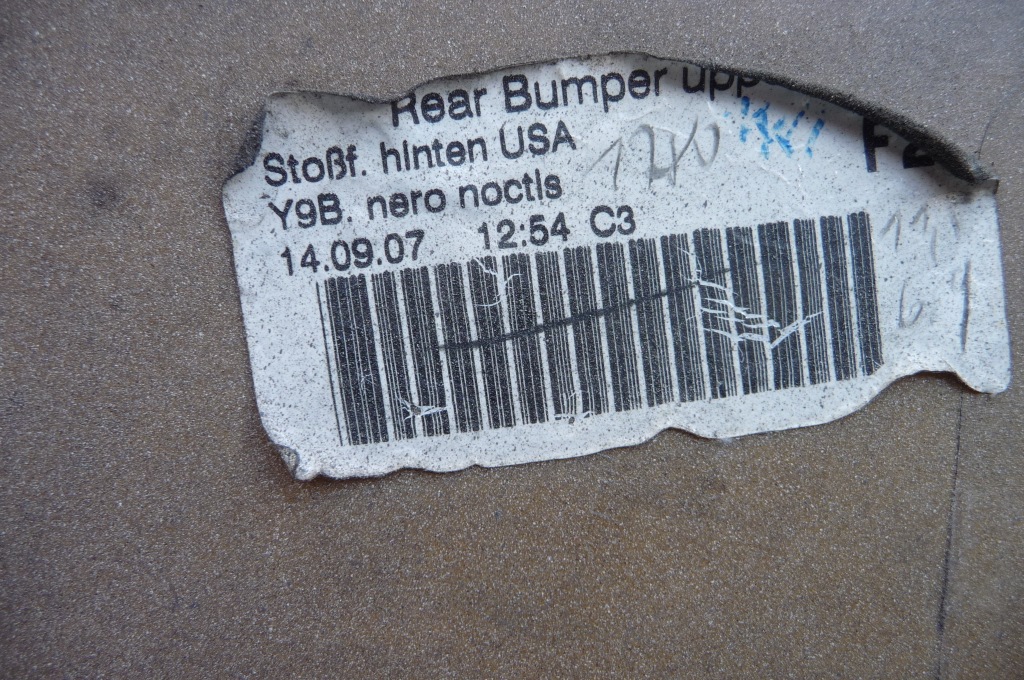 Rear Bumper upp
Stoßf. hinten USA
Y9B. nero noctis
14.09.07 12:54 C3